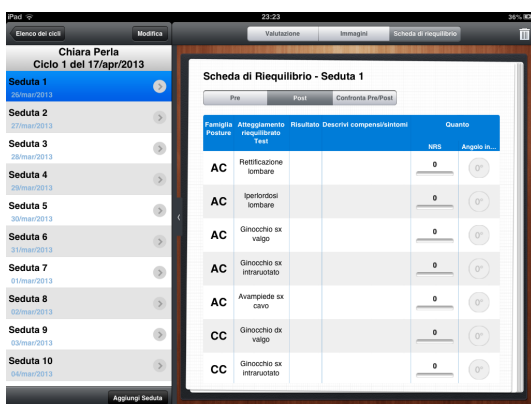 iPad
23:23
36%
Elenco dei cicli
Modifica
Valutazione
Immagini
Scheda di riequilibrio
Chiara Perla
Ciclo 1 del 17/apr/2013
Seduta 1
26/mar/2013
Seduta 2
27/mar/2013
Seduta 3
28/mar/2013
Seduta 4
29/mar/2013
Seduta 5
30/mar/2013
Seduta 6
31/mar/2013
Seduta 7
01/mar/2013
Seduta 8
02/mar/2013
Seduta 9
03/mar/2013
Seduta 10
04/mar/2013
Aggiungi Seduta
Scheda di Riequilibrio - Seduta 1
Pre
Post
Confronta Pre/Post
Famiglia Posture
Atteggiamento riequilibrato Test
Risultato
Descrivi compensi/sintomi
Quanto
NRS
Angolo in...
AC
Rettificazione
lombare
0
0°
AC
Iperlordosi
lombare
0
0°
AC
Ginocchio sx
valgo
0
0°
AC
Ginocchio sx
intraruotato
0
0°
AC
Avampiede sx
cavo
0
0°
CC
Ginocchio dx
valgo
0
0°
CC
Ginocchio sx
intraruotato
0
0°